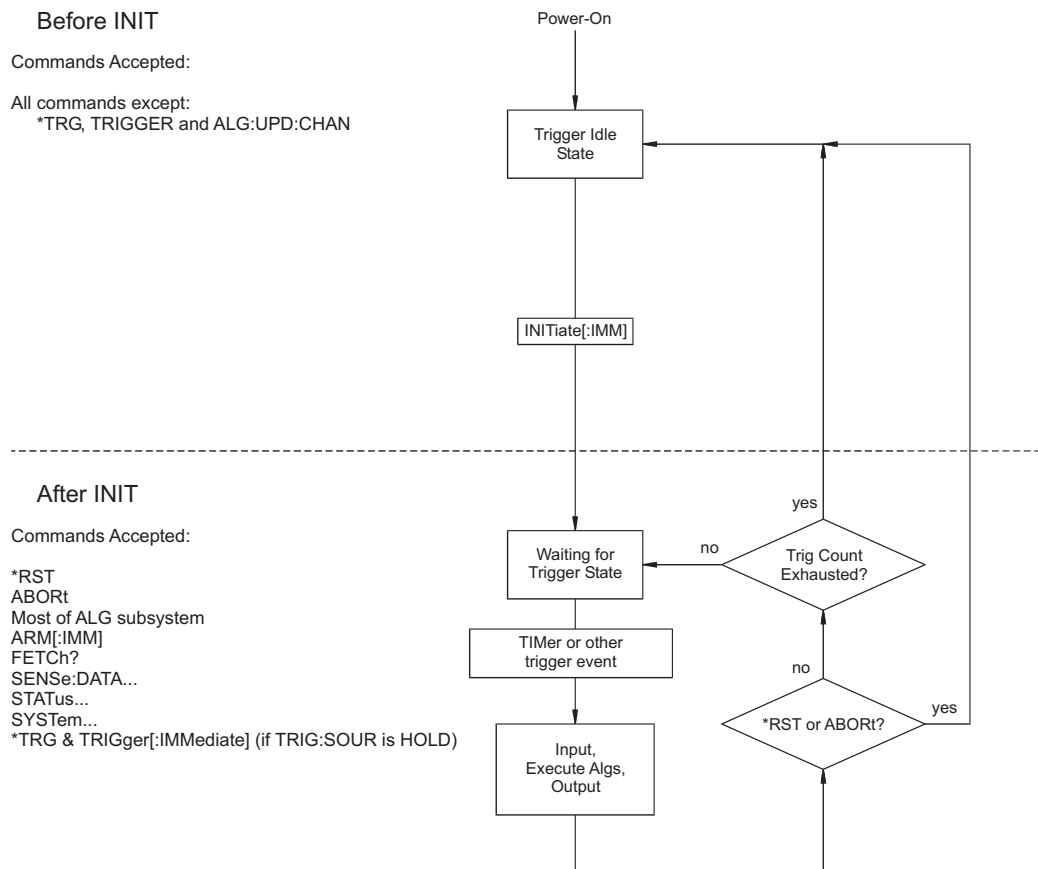 Before INIT
Commands Accepted:
All commands except:
*TRG, TRIGGER and ALG:UPD:CHAN
Power-On
Trigger Idle
State
INITiate[:IMM]
After INIT
Commands Accepted:
*RST
ABORt
Most of ALG subsystem
ARM[:IMM]
FETCh?
SENSe:DATA...
STATus...
SYSTem...
*TRG & TRIGger[:IMMediate] (if TRIG:SOUR is HOLD)
Waiting for
Trigger State
no
Trig Count
Exhausted?
yes
TIMer or other
trigger event
Input,
Execute Algs,
Output
no
*RST or ABORt?
yes